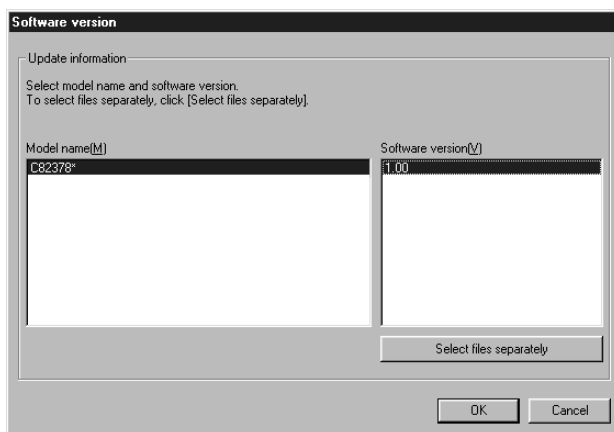 Software version
Update information
Select model name and software version.
To select files separately, click [Select files separately].
Model name(M)
Software version(V)
C82378*
1.00
Select files separately
OK
Cancel